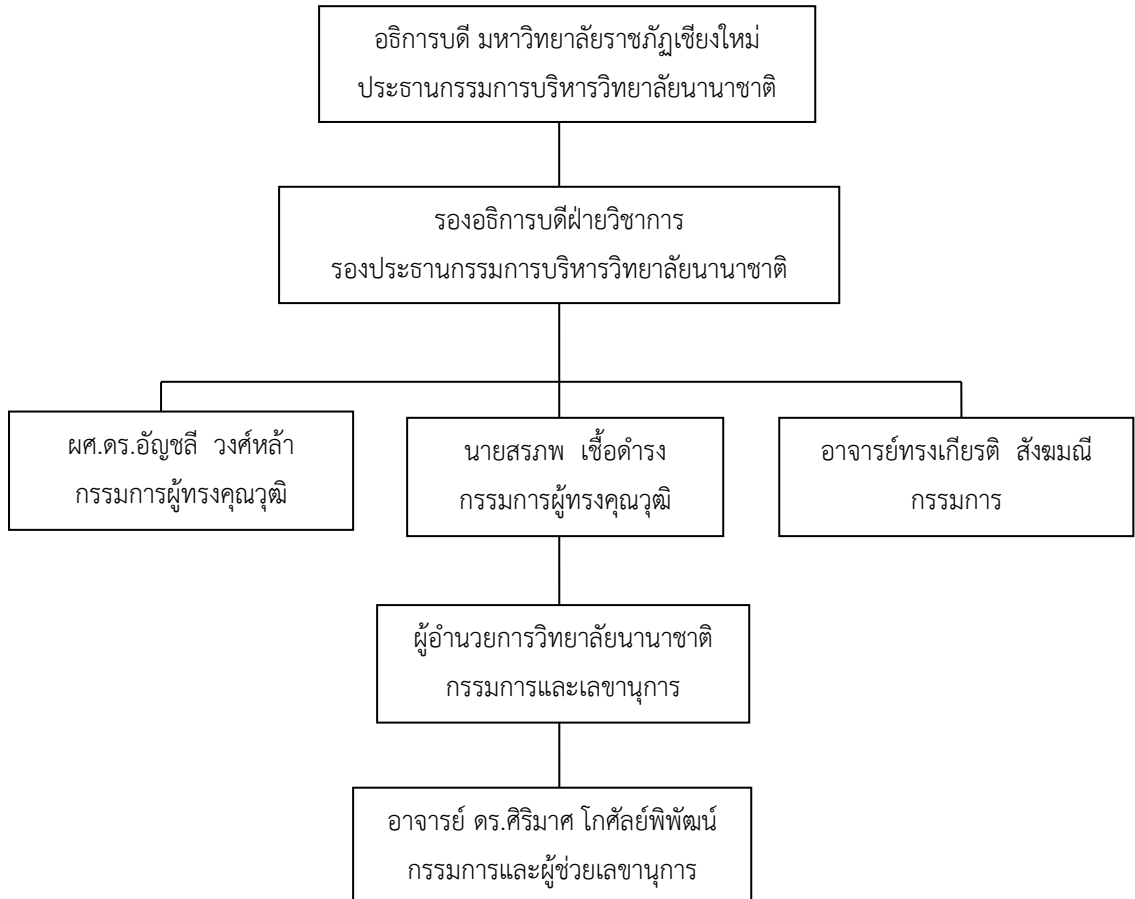 อธิการบดี มหาวิทยาลัยราชภัฏเชียงใหม่
ประธานกรรมการบริหารวิทยาลัยนานาชาติ
รองอธิการบดีฝ่ายวิชาการ
รองประธานกรรมการบริหารวิทยาลัยนานาชาติ
ผศ.ดร.อัญชลี วงศ์หล้า
กรรมการผู้ทรงคุณวุฒิ
นายสรภพ เชื้อดำรง
กรรมการผู้ทรงคุณวุฒิ
อาจารย์ทรงเกียรติ สังฆมณี
กรรมการ
ผู้อำนวยการวิทยาลัยนานาชาติ
กรรมการและเลขานุการ
อาจารย์ ดร.ศิริมาศ โกศัลย์พิพัฒน์
กรรมการและผู้ช่วยเลขานุการ